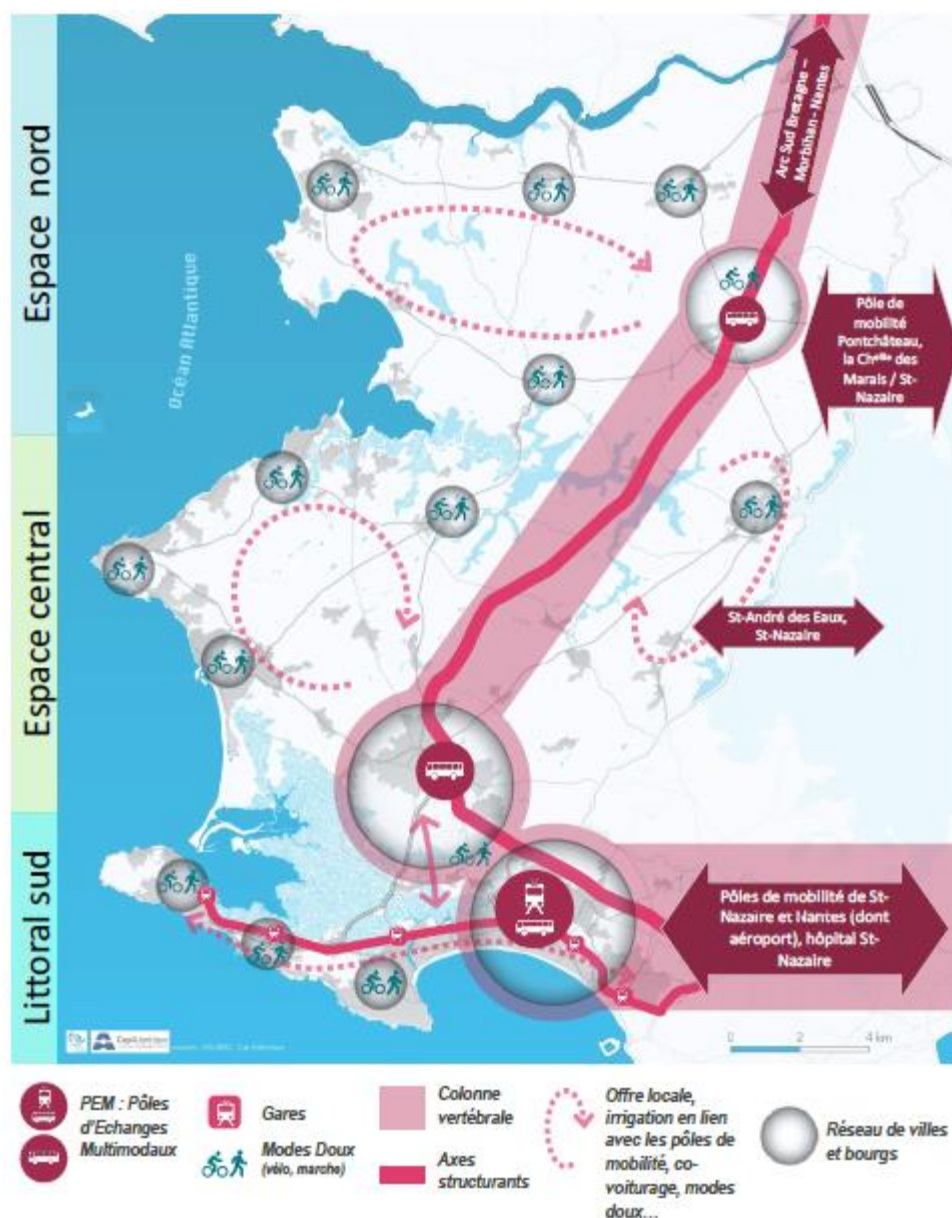 Espace nord
Espace central
Littoral sud
Océan Atlantique
Arc Sud Bretagne –
Morbihan - Nantes
Pôle de
mobilité
Pontchâteau,
la Chelle des
Marais / St-
Nazaire
St-André des Eaux,
St-Nazaire
Pôles de mobilité de St-
Nazaire et Nantes (dont
aéroport), hôpital St-
Nazaire
0 2 4 km
Cap Atlantique
PEM : Pôles
d'Echanges
Multimodaux
Gares
Modes Doux
(vélo, marche)
Colonne
vertébrale
Axes
structurants
Offre locale,
irrigation en lien
avec les pôles de
mobilité, co-
voiturage, modes
doux...
Réseau de villes
et bourgs